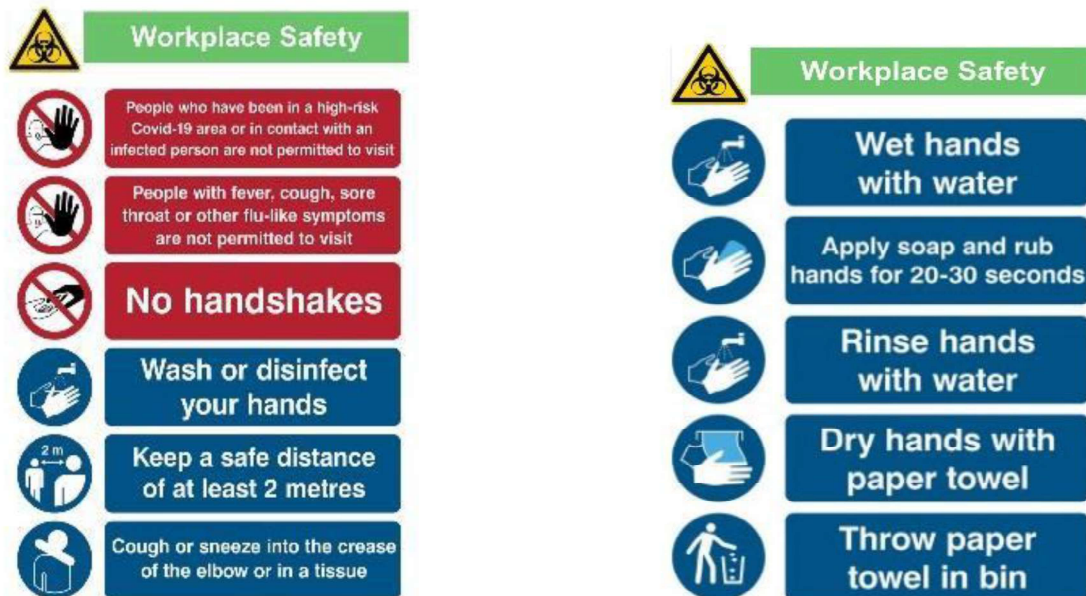 Workplace Safety
People who have been in a high-risk
Covid-19 area or in contact with an
infected person are not permitted to visit
People with fever, cough, sore
throat or other flu-like symptoms
are not permitted to visit
No handshakes
Wash or disinfect
your hands
2 m
Keep a safe distance
of at least 2 metres
Cough or sneeze into the crease
of the elbow or in a tissue
Workplace Safety
Wet hands
with water
Apply soap and rub
hands for 20-30 seconds
Rinse hands
with water
Dry hands with
paper towel
Throw paper
towel in bin